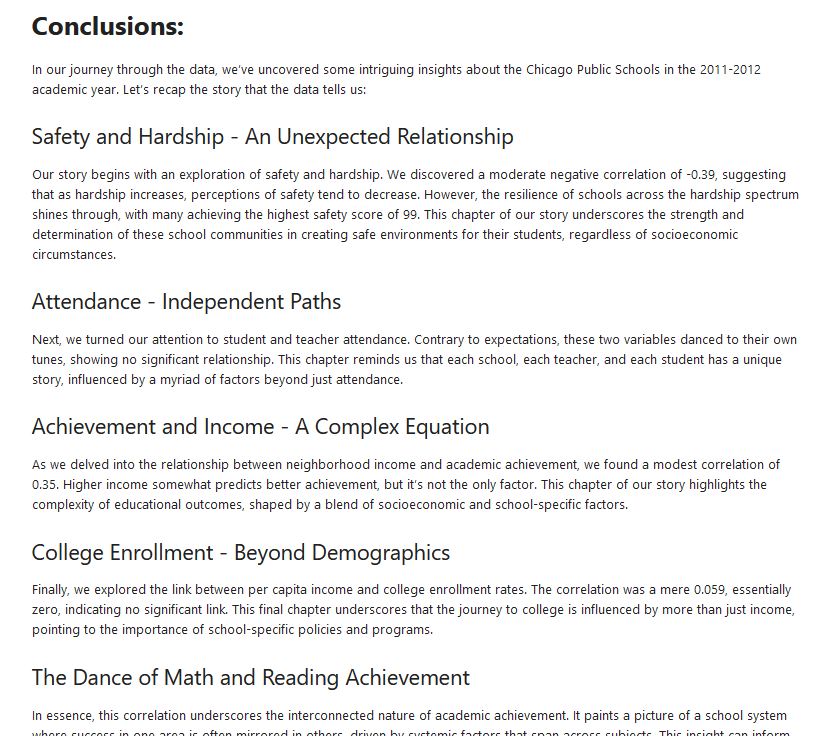 Conclusions:
In our journey through the data, we've uncovered some intriguing insights about the Chicago Public Schools in the 2011-2012
academic year. Let's recap the story that the data tells us:
Safety and Hardship - An Unexpected Relationship
Our story begins with an exploration of safety and hardship. We discovered a moderate negative correlation of -0.39, suggesting
that as hardship increases, perceptions of safety tend to decrease. However, the resilience of schools across the hardship spectrum
shines through, with many achieving the highest safety score of 99. This chapter of our story underscores the strength and
determination of these school communities in creating safe environments for their students, regardless of socioeconomic
circumstances.
Attendance - Independent Paths
Next, we turned our attention to student and teacher attendance. Contrary to expectations, these two variables danced to their own
tunes, showing no significant relationship. This chapter reminds us that each school, each teacher, and each student has a unique
story, influenced by a myriad of factors beyond just attendance.
Achievement and Income - A Complex Equation
As we delved into the relationship between neighborhood income and academic achievement, we found a modest correlation of
0.35. Higher income somewhat predicts better achievement, but it's not the only factor. This chapter of our story highlights the
complexity of educational outcomes, shaped by a blend of socioeconomic and school-specific factors.
College Enrollment - Beyond Demographics
Finally, we explored the link between per capita income and college enrollment rates. The correlation was a mere 0.059, essentially
zero, indicating no significant link. This final chapter underscores that the journey to college is influenced by more than just income,
pointing to the importance of school-specific policies and programs.
The Dance of Math and Reading Achievement
In essence, this correlation underscores the interconnected nature of academic achievement. It paints a picture of a school system
where success in one area is often mirrored in others, driven by systemic factors that span across subjects. This insight can inform